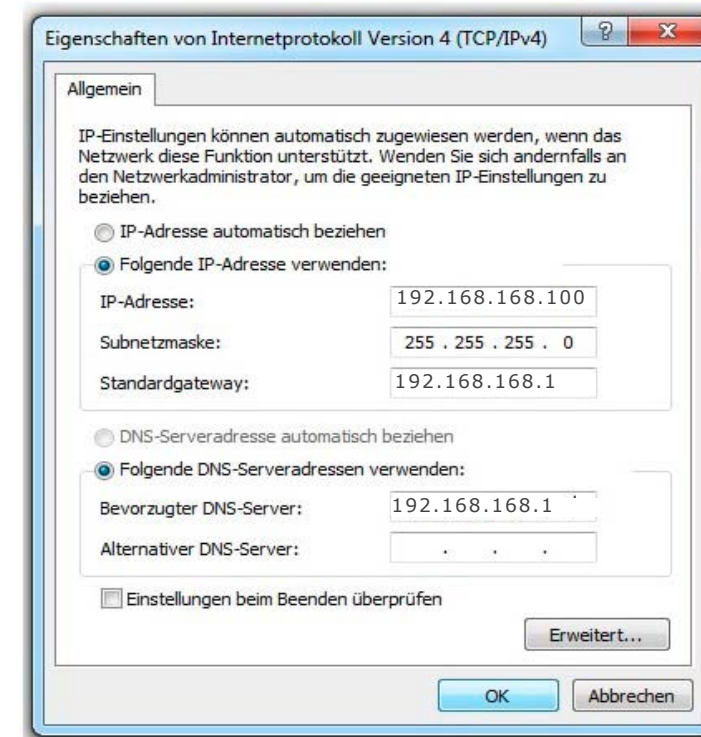 Eigenschaften von Internetprotokoll Version 4 (TCP/IPv4)
Allgemein
IP-Einstellungen können automatisch zugewiesen werden, wenn das
Netzwerk diese Funktion unterstützt. Wenden Sie sich andernfalls an
den Netzwerkadministrator, um die geeigneten IP-Einstellungen zu
beziehen.
IP-Adresse automatisch beziehen
Folgende IP-Adresse verwenden:
IP-Adresse: 192.168.168.100
Subnetzmaske: 255 . 255 . 255 . 0
Standardgateway: 192.168.168.1
DNS-Serveradresse automatisch beziehen
Folgende DNS-Serveradressen verwenden:
Bevorzugter DNS-Server: 192.168.168.1
Alternativer DNS-Server: . . .
Einstellungen beim Beenden überprüfen
Erweitert...
OK Abbrechen